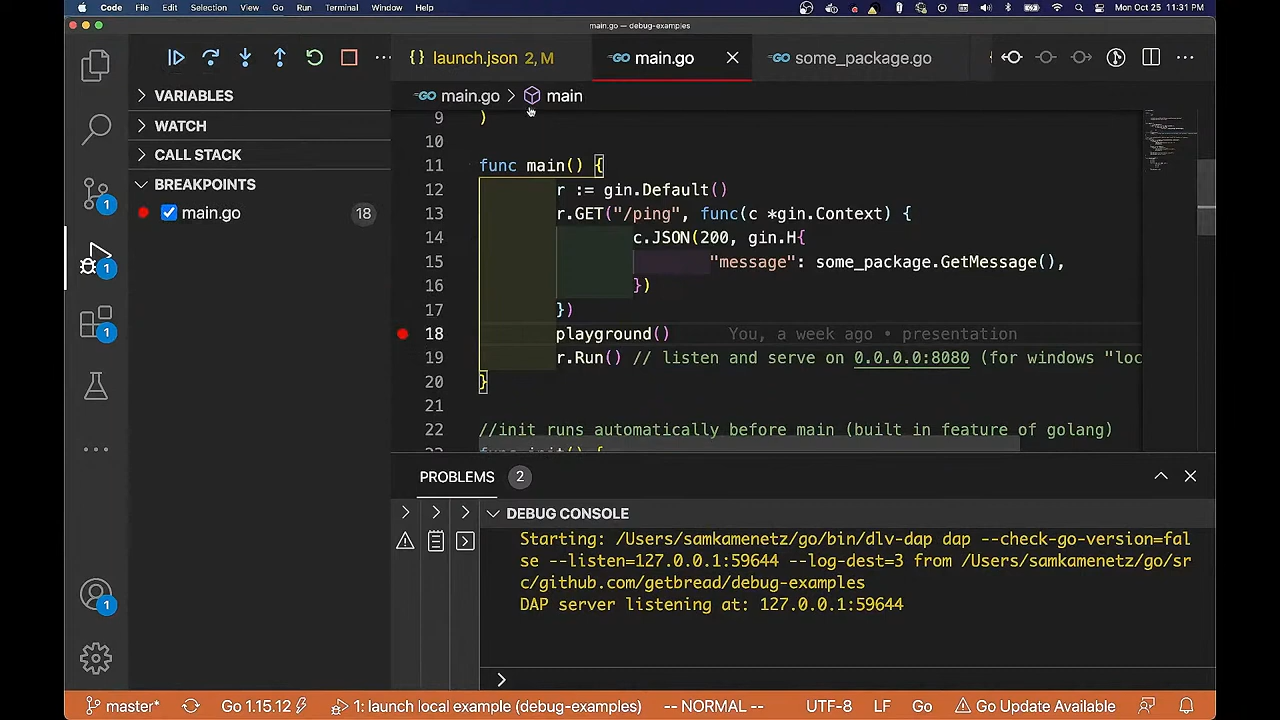 Code File Edit Selection View Go Run Terminal Window Help Mon Oct 25 11:31 PM
main.go — debug-examples
{} launch.json 2, M main.go some_package.go
main.go > main
VARIABLES
WATCH
CALL STACK
BREAKPOINTS
main.go 18
1
1
1
1
9 )
10
11 func main() {
12 r := gin.Default()
13 r.GET("/ping", func(c *gin.Context) {
14 c.JSON(200, gin.H{
15 "message": some_package.GetMessage(),
16 })
17 })
18 playground() You, a week ago • presentation
19 r.Run() // listen and serve on 0.0.0.0:8080 (for windows "loc
20 }
21
22 //init runs automatically before main (built in feature of golang)
23 func init() {
PROBLEMS 2
DEBUG CONSOLE
Starting: /Users/samkamenetz/go/bin/dlv-dap dap --check-go-version=fal
se --listen=127.0.0.1:59644 --log-dest=3 from /Users/samkamenetz/go/sr
c/github.com/getbread/debug-examples
DAP server listening at: 127.0.0.1:59644
>
master* Go 1.15.12 1: launch local example (debug-examples) -- NORMAL -- UTF-8 LF Go Go Update Available